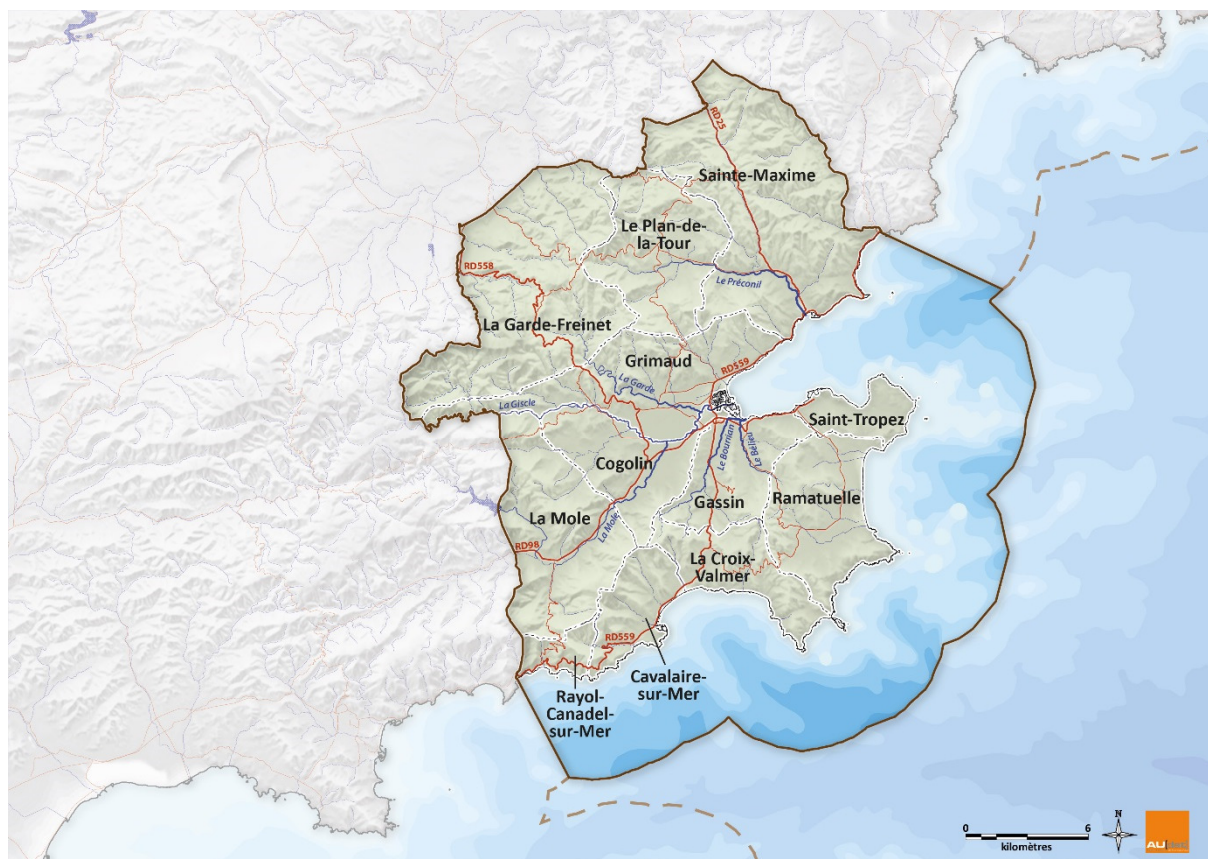 RD25
Sainte-Maxime
Le Plan-de-
la-Tour
RD558
Le Préconil
La Garde-Freinet
Grimaud
RD559
La Garde
La Giscle
Saint-Tropez
Cogolin
Le Bourrian
Le Bélieu
Gassin
Ramatuelle
La Mole
La Mole
RD98
La Croix-
Valmer
RD559
Cavalaire-
sur-Mer
Rayol-
Canadel-
sur-Mer
0 6
kilomètres
N